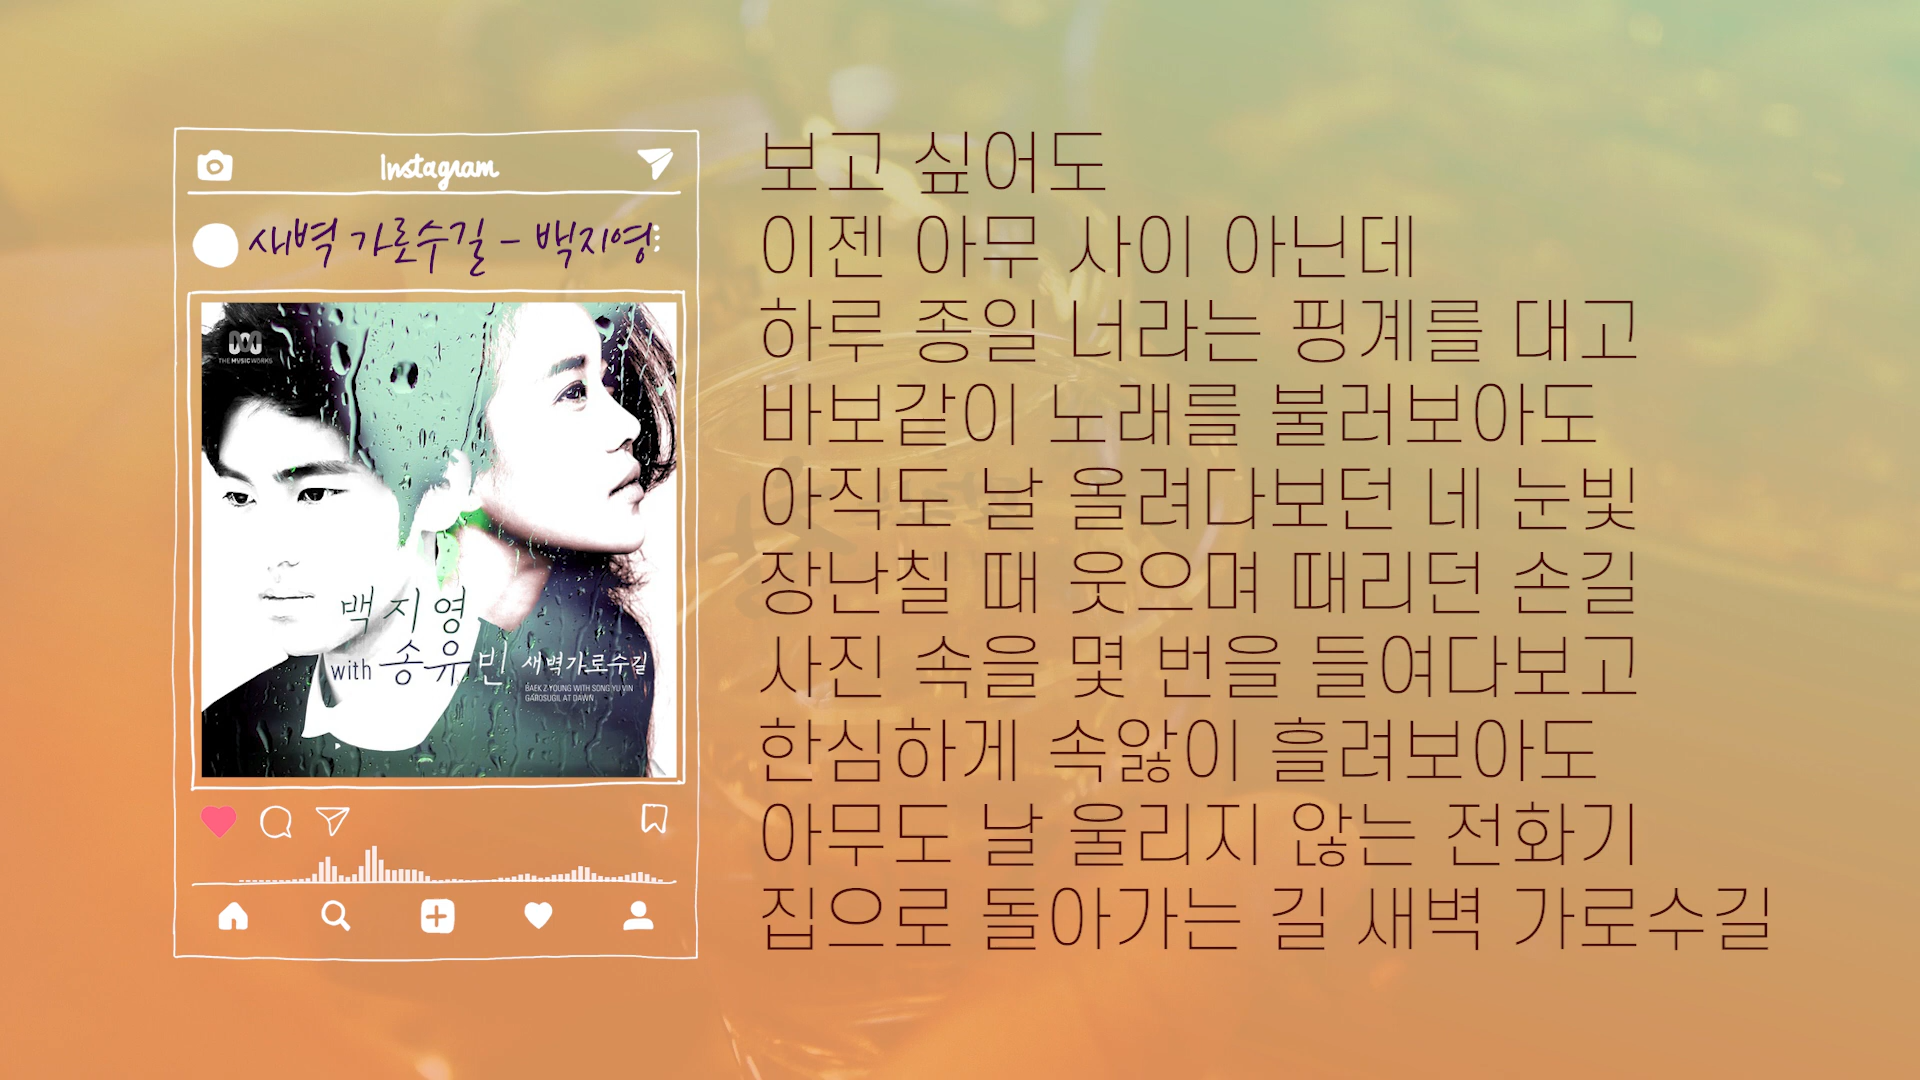 Instagram
새벽 가로수길 - 백지영
THE MUSIC WORKS
백지영
with 송유빈 새벽가로수길
BAEK Z-YOUNG WITH SONG YU VIN
GAROSUGIL AT DAWN
보고 싶어도
이젠 아무 사이 아닌데
하루 종일 너라는 핑계를 대고
바보같이 노래를 불러보아도
아직도 날 올려다보던 네 눈빛
장난칠 때 웃으며 때리던 손길
사진 속을 몇 번을 들여다보고
한심하게 속앓이 흘려보아도
아무도 날 울리지 않는 전화기
집으로 돌아가는 길 새벽 가로수길